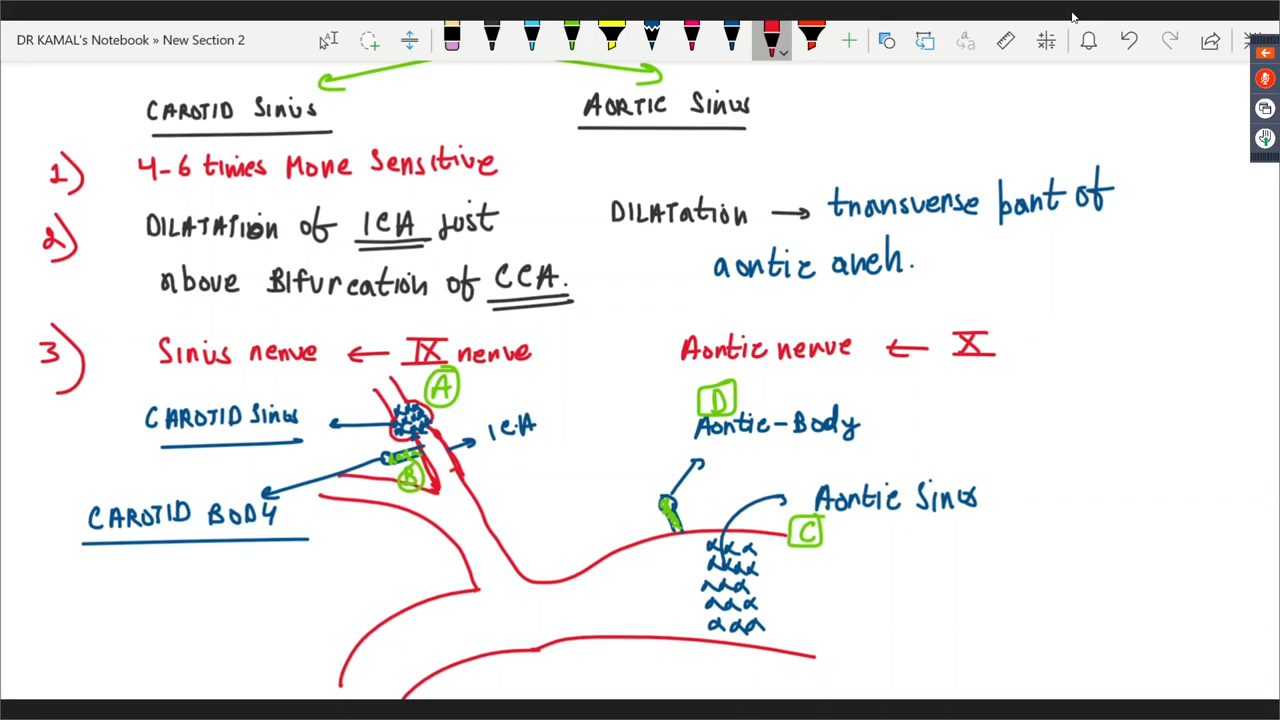 DR KAMAL's Notebook » New Section 2
CAROTID Sinus
AORTIC Sinus
1) 4-6 times More Sensitive
2) DILATATION of ICA just
above Bifurcation of CCA.
DILATATION → transverse part of
aortic arch.
3) Sinus nerve ← IX nerve
Aortic nerve ← X
A
CAROTID Sinus
I.C.A
B
CAROTID BODY
D
Aortic-Body
Aortic Sinus
C